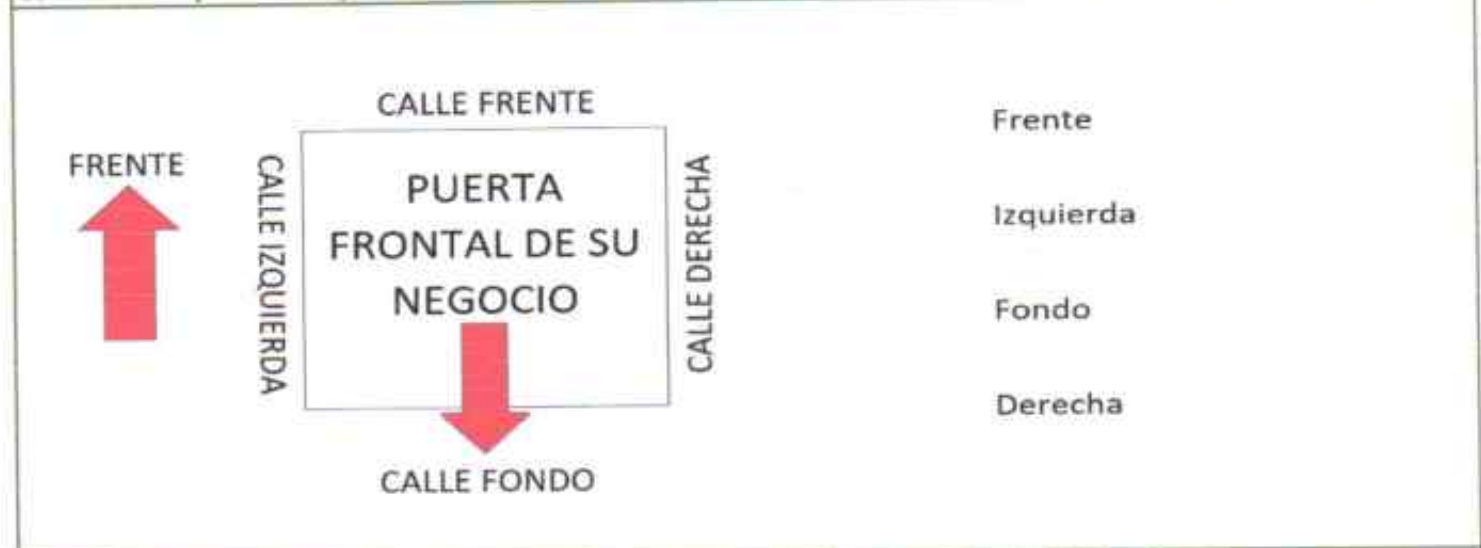 CALLE FRENTE
FRENTE
CALLE IZQUIERDA
PUERTA
FRONTAL DE SU
NEGOCIO
CALLE DERECHA
CALLE FONDO
Frente
Izquierda
Fondo
Derecha